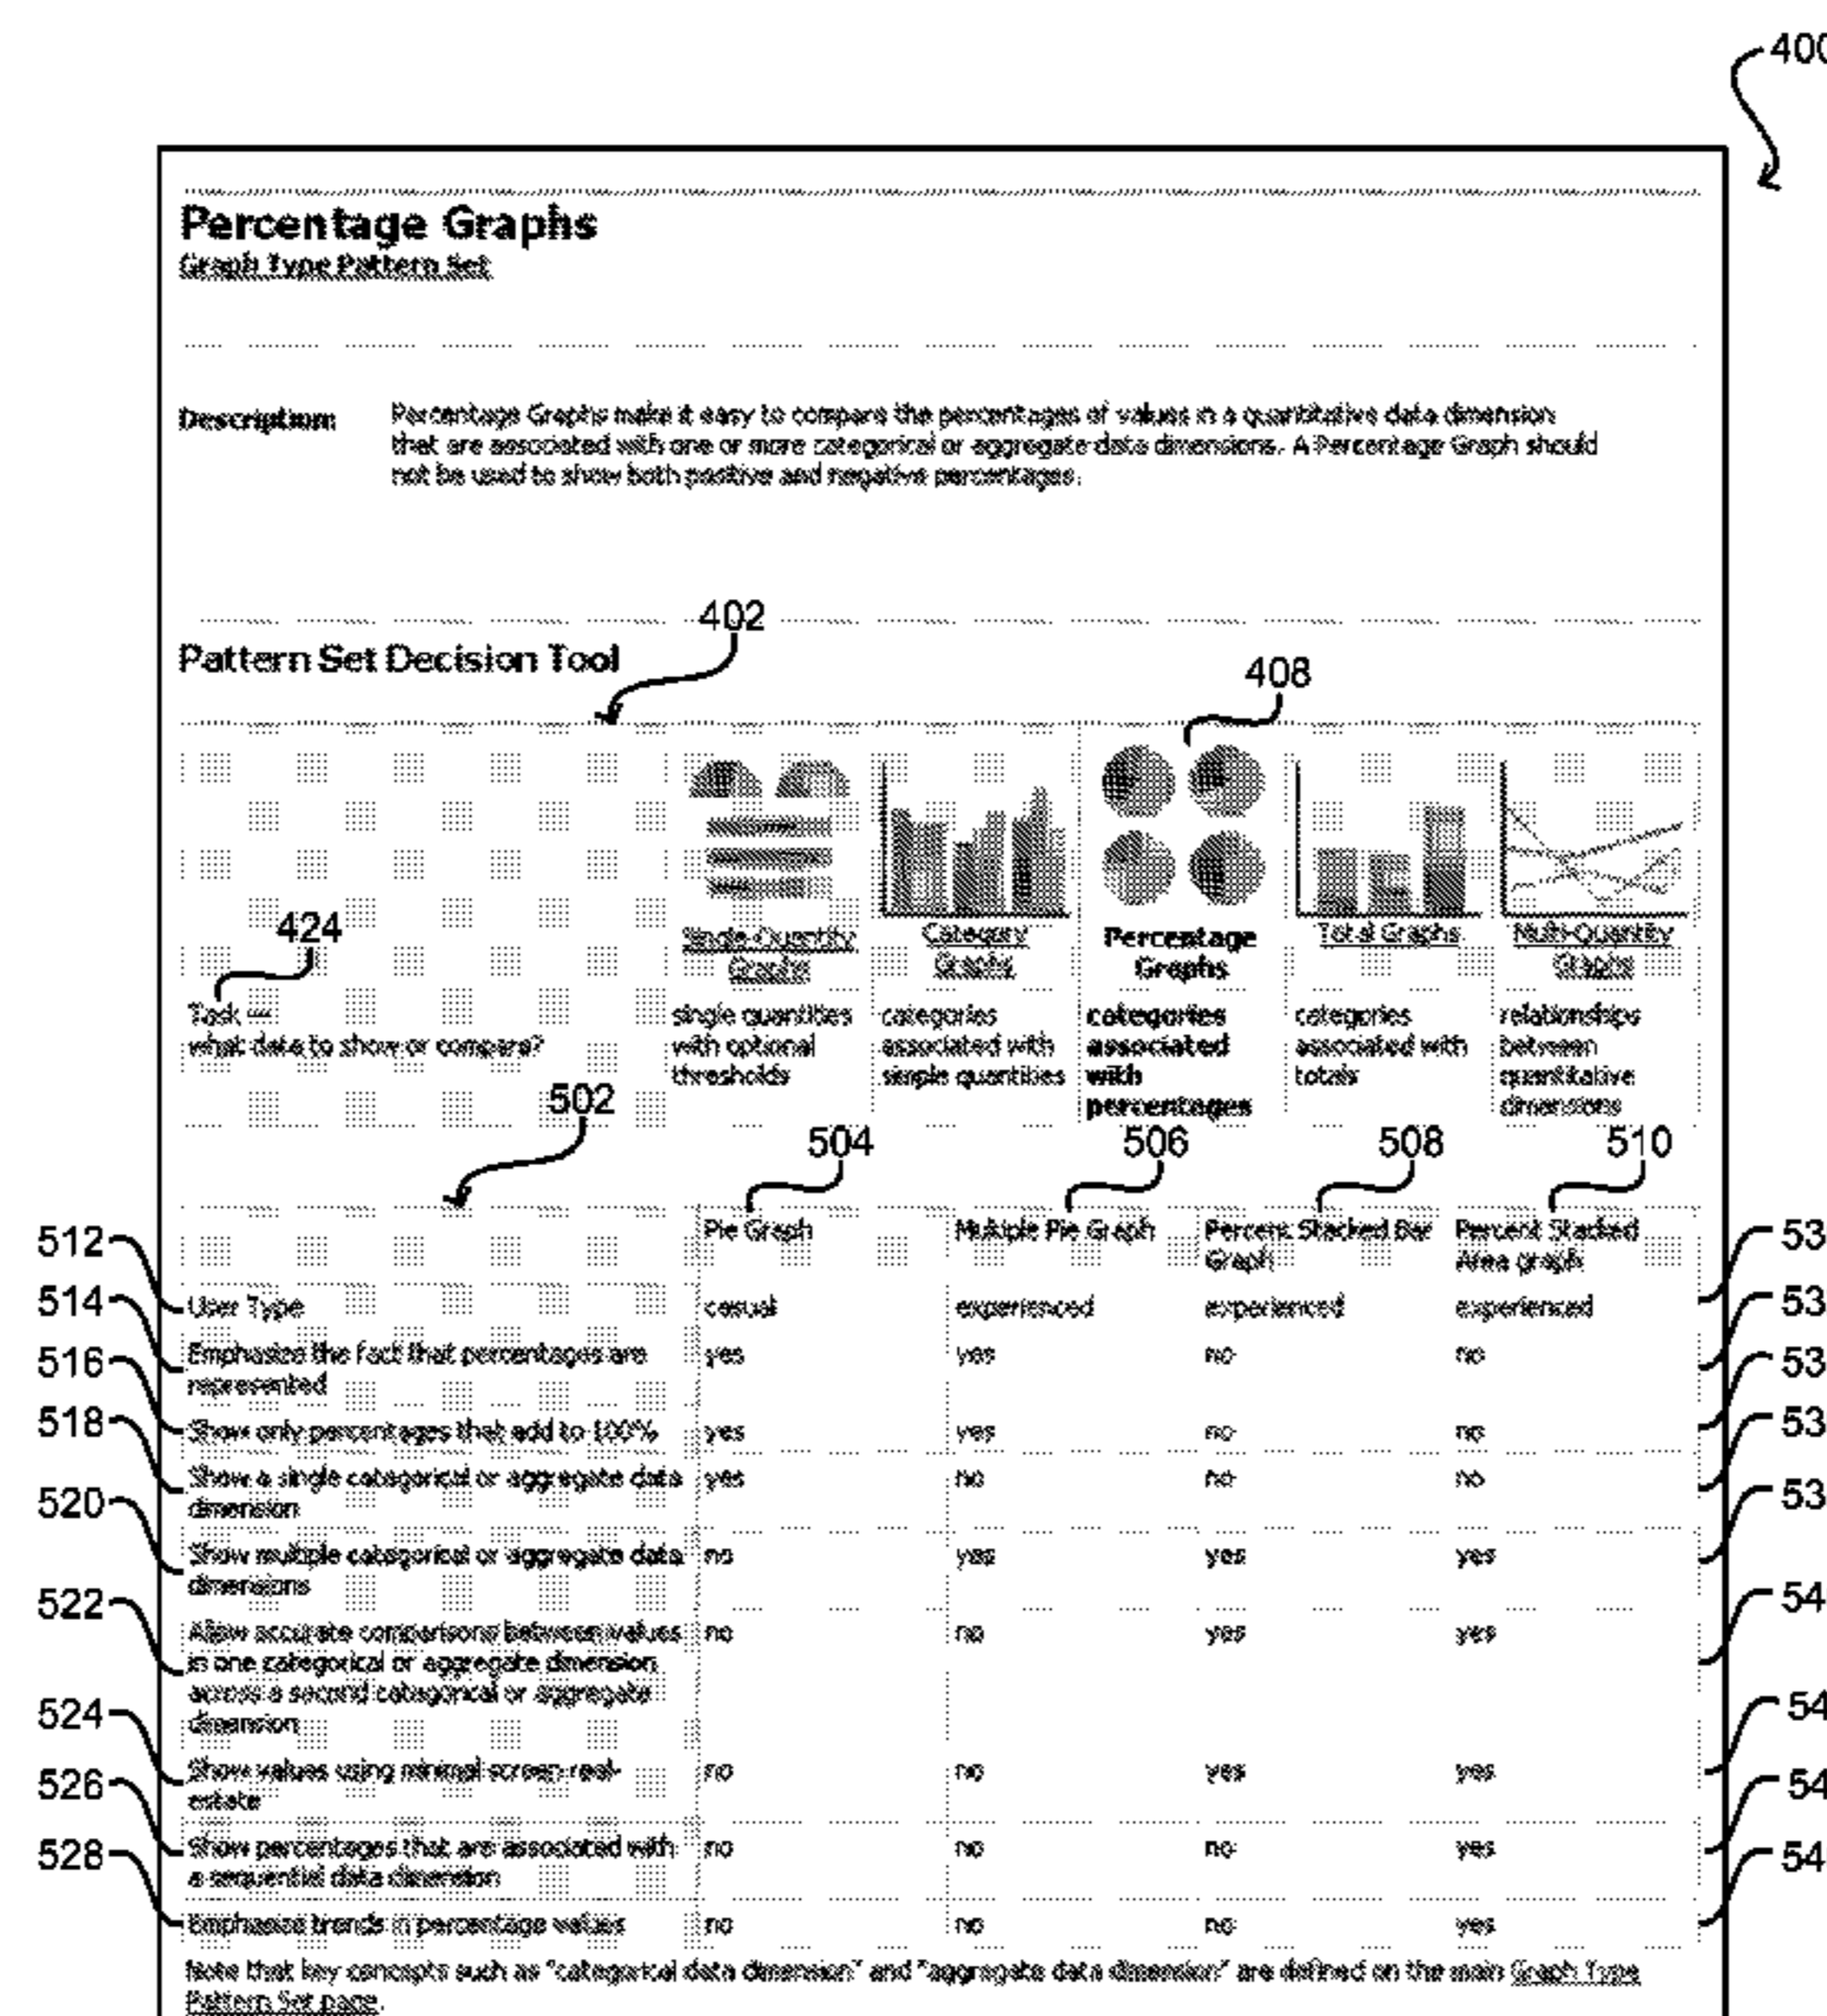 400
Percentage Graphs
Graph Type Pattern Set
Description: Percentage Graphs make it easy to compare the percentages of values in a quantitative data dimension
that are associated with one or more categorical or aggregate data dimensions. A Percentage Graph should
not be used to show both positive and negative percentages.
402
Pattern Set Decision Tool
408
424
Single-Quantity Graphs
Category Graphs
Percentage Graphs
Total Graphs
Multi-Quantity Graphs
Task —
what data to show or compare?
single quantities
with optional
thresholds
categories
associated with
simple quantities
categories
associated
with
percentages
categories
associated with
totals
relationships
between
quantitative
dimensions
502
504 506 508 510
Pie Graph
Multiple Pie Graph
Percent Stacked Bar
Graph
Percent Stacked
Area graph
512 53
User Type casual experienced experienced experienced
514 53
Emphasize the fact that percentages are yes yes no no
represented
516 53
Show only percentages that add to 100% yes yes no no
518 53
Show a single categorical or aggregate data yes no no no
dimension
520 53
Show multiple categorical or aggregate data no yes yes yes
dimensions
522 54
Allow accurate comparisons between values no no yes yes
in one categorical or aggregate dimension
across a second categorical or aggregate
dimension
524 54
Show values using minimal screen real- no no yes yes
estate
526 54
Show percentages that are associated with no no no yes
a sequential data dimension
528 54
Emphasize trends in percentage values no no no yes
Note that key concepts such as "categorical data dimension" and "aggregate data dimension" are defined on the main Graph Type
Pattern Set page.